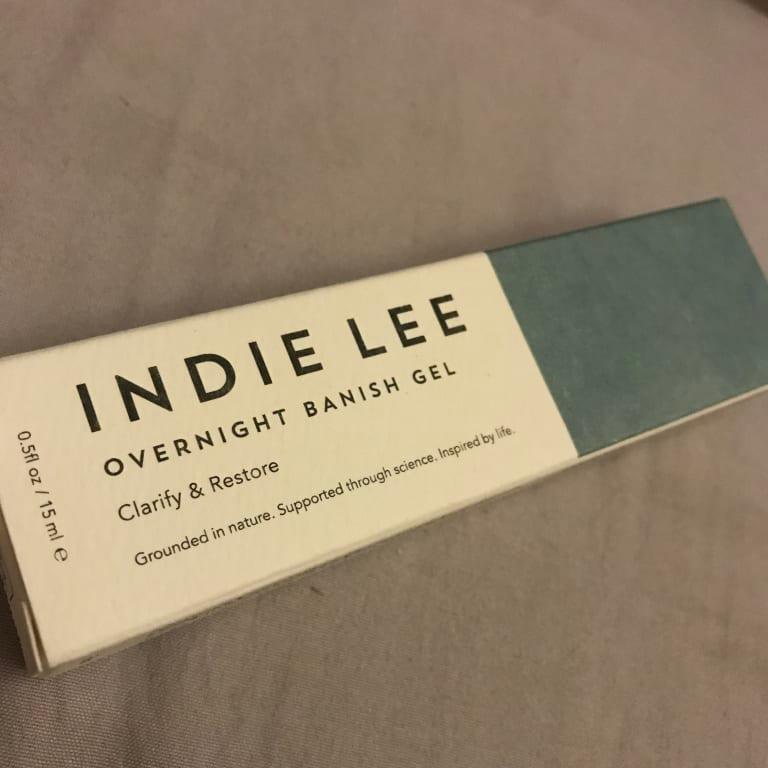 INDIE LEE
OVERNIGHT BANISH GEL
Clarify & Restore
Grounded in nature. Supported through science. Inspired by life.
0.5fl oz / 15 ml ℮